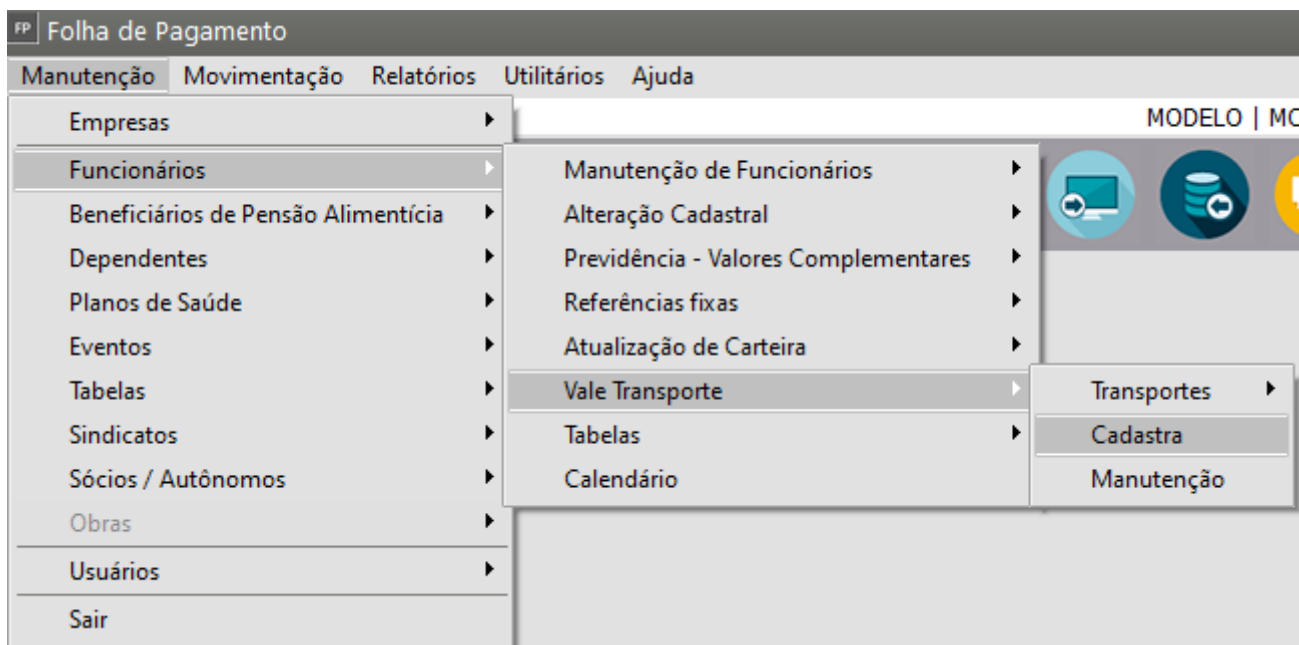 FP Folha de Pagamento
Manutenção Movimentação Relatórios Utilitários Ajuda
MODELO | MO
Empresas
Funcionários
Beneficiários de Pensão Alimentícia
Dependentes
Planos de Saúde
Eventos
Tabelas
Sindicatos
Sócios / Autônomos
Obras
Usuários
Sair
Manutenção de Funcionários
Alteração Cadastral
Previdência - Valores Complementares
Referências fixas
Atualização de Carteira
Vale Transporte
Tabelas
Calendário
Transportes
Cadastra
Manutenção